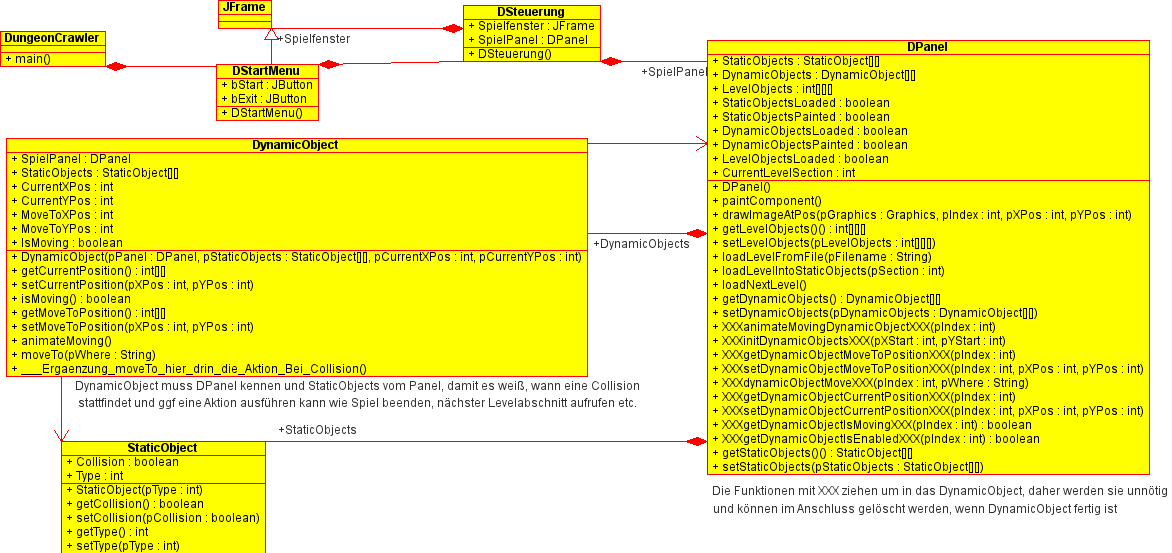 JFrame
DungeonCrawler
+ main()
+Spielfenster
DStartMenu
+ bStart : JButton
+ bExit : JButton
+ DStartMenu()
DSteuerung
+ Spielfenster : JFrame
+ SpielPanel : DPanel
+ DSteuerung()
+SpielPanel
DPanel
+ StaticObjects : StaticObject[][]
+ DynamicObjects : DynamicObject[][]
+ LevelObjects : int[][][]
+ StaticObjectsLoaded : boolean
+ StaticObjectsPainted : boolean
+ DynamicObjectsLoaded : boolean
+ DynamicObjectsPainted : boolean
+ LevelObjectsLoaded : boolean
+ CurrentLevelSection : int
+ DPanel()
+ paintComponent()
+ drawImageAtPos(pGraphics : Graphics, pIndex : int, pXPos : int, pYPos : int)
+ getLevelObjects()() : int[][][]
+ setLevelObjects(pLevelObjects : int[][][])
+ loadLevelFromFile(pFilename : String)
+ loadLevelIntoStaticObjects(pSection : int)
+ loadNextLevel()
+ getDynamicObjects() : DynamicObject[][]
+ setDynamicObjects(pDynamicObjects : DynamicObject[][])
+ XXXanimateMovingDynamicObjectXXX(pIndex : int)
+ XXXinitDynamicObjectsXXX(pXStart : int, pYStart : int)
+ XXXgetDynamicObjectMoveToPositionXXX(pIndex : int)
+ XXXsetDynamicObjectMoveToPositionXXX(pIndex : int, pXPos : int, pYPos : int)
+ XXXdynamicObjectMoveXXX(pIndex : int, pWhere : String)
+ XXXgetDynamicObjectCurrentPositionXXX(pIndex : int)
+ XXXsetDynamicObjectCurrentPositionXXX(pIndex : int, pXPos : int, pYPos : int)
+ XXXgetDynamicObjectIsMovingXXX(pIndex : int) : boolean
+ XXXgetDynamicObjectIsEnabledXXX(pIndex : int) : boolean
+ getStaticObjects()() : StaticObject[][]
+ setStaticObjects(pStaticObjects : StaticObject[][])
Die Funktionen mit XXX ziehen um in das DynamicObject, daher werden sie unnötig
und können im Anschluss gelöscht werden, wenn DynamicObject fertig ist
DynamicObject
+ SpielPanel : DPanel
+ StaticObjects : StaticObject[][]
+ CurrentXPos : int
+ CurrentYPos : int
+ MoveToXPos : int
+ MoveToYPos : int
+ IsMoving : boolean
+ DynamicObject(pPanel : DPanel, pStaticObjects : StaticObject[][], pCurrentXPos : int, pCurrentYPos : int)
+ getCurrentPosition() : int[][]
+ setCurrentPosition(pXPos : int, pYPos : int)
+ isMoving() : boolean
+ getMoveToPosition() : int[][]
+ setMoveToPosition(pXPos : int, pYPos : int)
+ animateMoving()
+ moveTo(pWhere : String)
+ ___Ergaenzung_moveTo_hier_drin_die_Aktion_Bei_Collision()
+DynamicObjects
DynamicObject muss DPanel kennen und StaticObjects vom Panel, damit es weiß, wann eine Collision
stattfindet und ggf eine Aktion ausführen kann wie Spiel beenden, nächster Levelabschnitt aufrufen etc.
+StaticObjects
StaticObject
+ Collision : boolean
+ Type : int
+ StaticObject(pType : int)
+ getCollision() : boolean
+ setCollision(pCollision : boolean)
+ getType() : int
+ setType(pType : int)